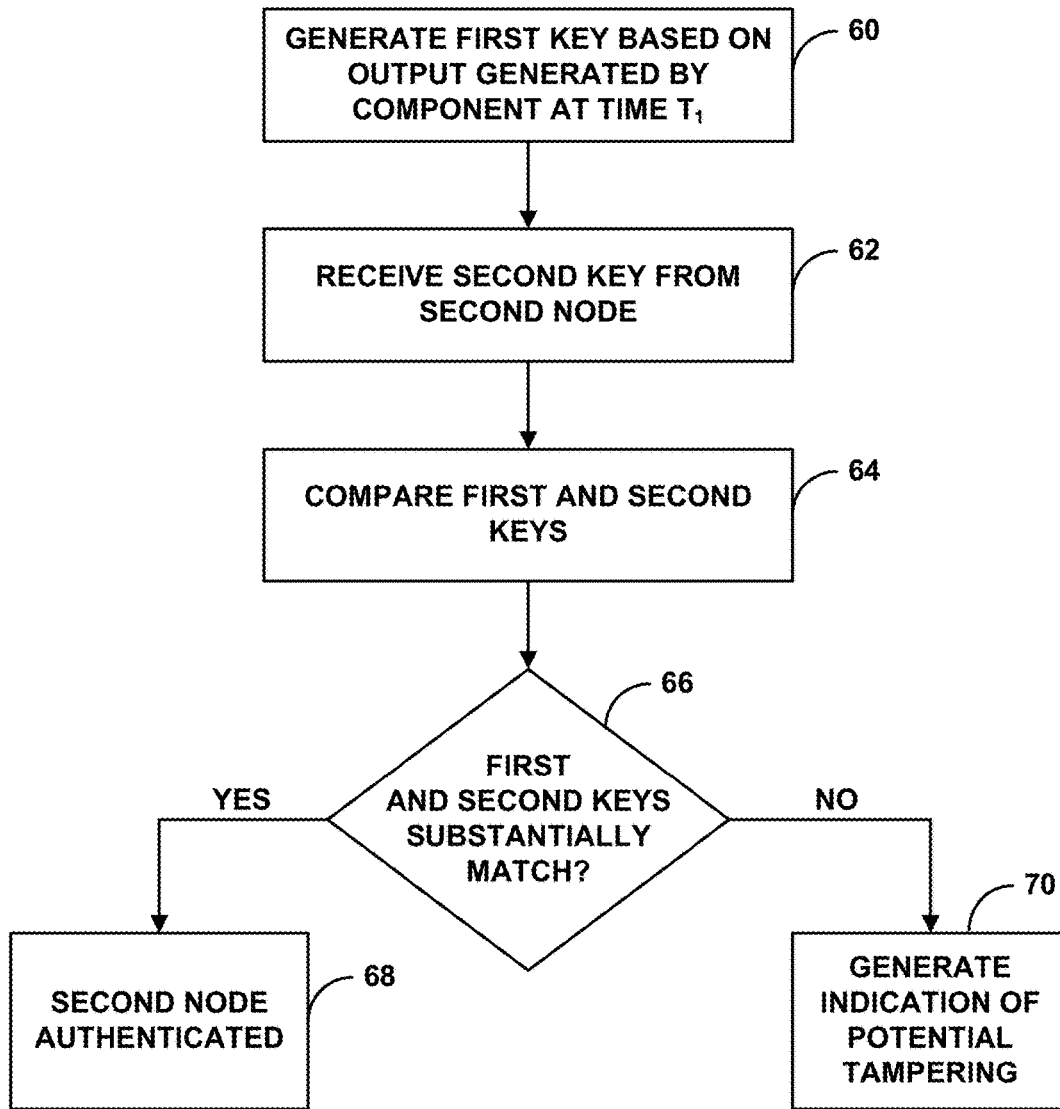 GENERATE FIRST KEY BASED ON
OUTPUT GENERATED BY
COMPONENT AT TIME T₁
60
RECEIVE SECOND KEY FROM
SECOND NODE
62
COMPARE FIRST AND SECOND
KEYS
64
66
FIRST
AND SECOND KEYS
SUBSTANTIALLY
MATCH?
YES
NO
SECOND NODE
AUTHENTICATED
68
70
GENERATE
INDICATION OF
POTENTIAL
TAMPERING